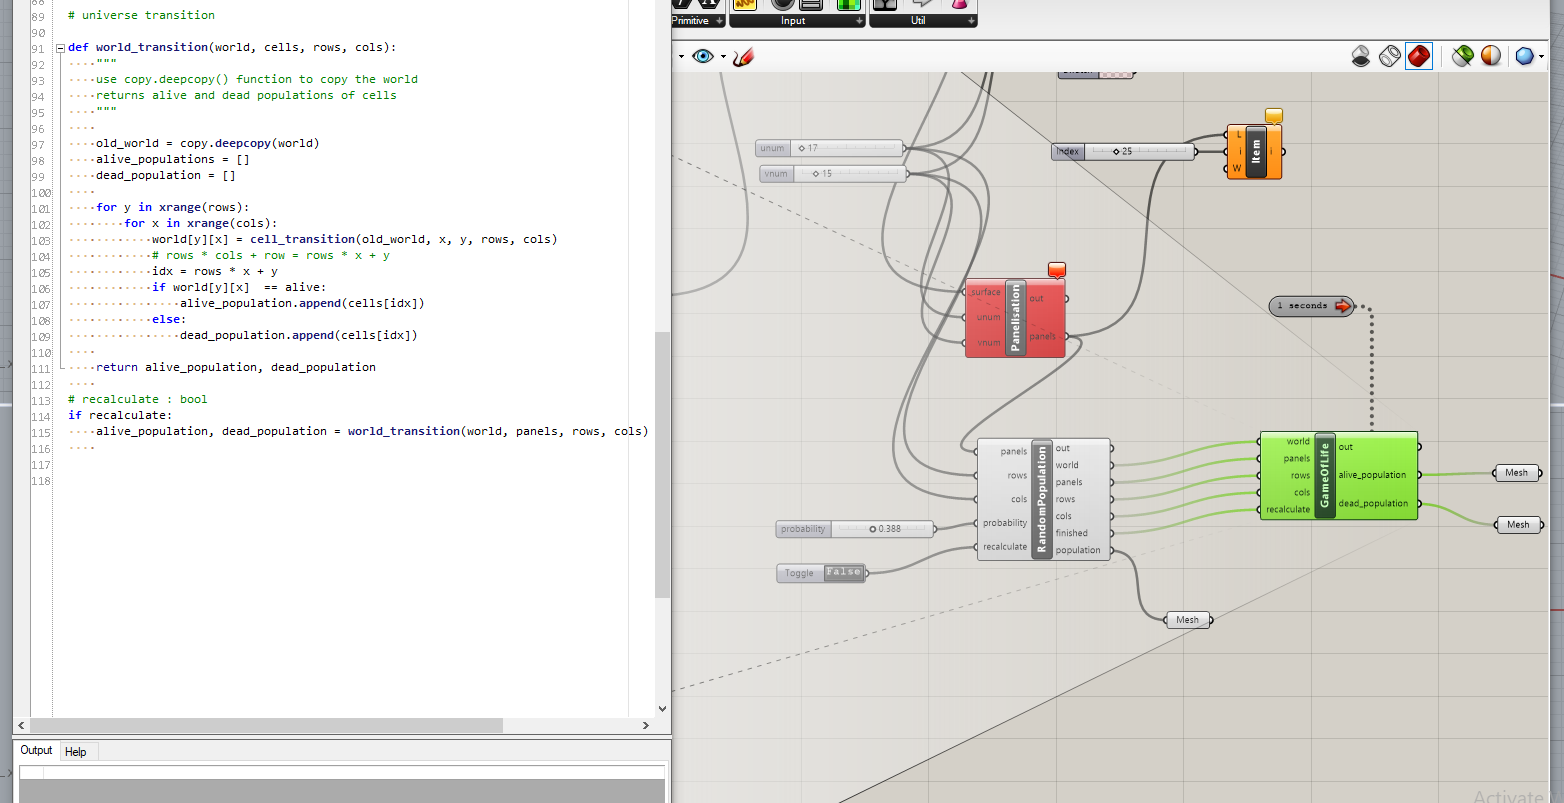 88
# universe transition
89
90
91 def world_transition(world, cells, rows, cols):
92 """
93 use copy.deepcopy() function to copy the world
94 returns alive and dead populations of cells
95 """
96
97 old_world = copy.deepcopy(world)
98 alive_populations = []
99 dead_population = []
100
101 for y in xrange(rows):
102 for x in xrange(cols):
103 world[y][x] = cell_transition(old_world, x, y, rows, cols)
104 # rows * cols + row = rows * x + y
105 idx = rows * x + y
106 if world[y][x]  == alive:
107 alive_population.append(cells[idx])
108 else:
109 dead_population.append(cells[idx])
110
111 return alive_population, dead_population
112
113 # recalculate : bool
114 if recalculate:
115 alive_population, dead_population = world_transition(world, panels, rows, cols)
116
117
118
Output Help
Primitive + Input + Util +
unum 17
vnum 15
Index 25
L
i
W
Item
i
_surface
unum
vnum
Panelisation
out
panels
1 seconds
panels
rows
cols
probability
recalculate
RandomPopulation
out
world
panels
rows
cols
finished
population
probability 0.388
Toggle False
Mesh
world
panels
rows
cols
recalculate
GameOfLife
out
alive_population
dead_population
Mesh
Mesh
Activate